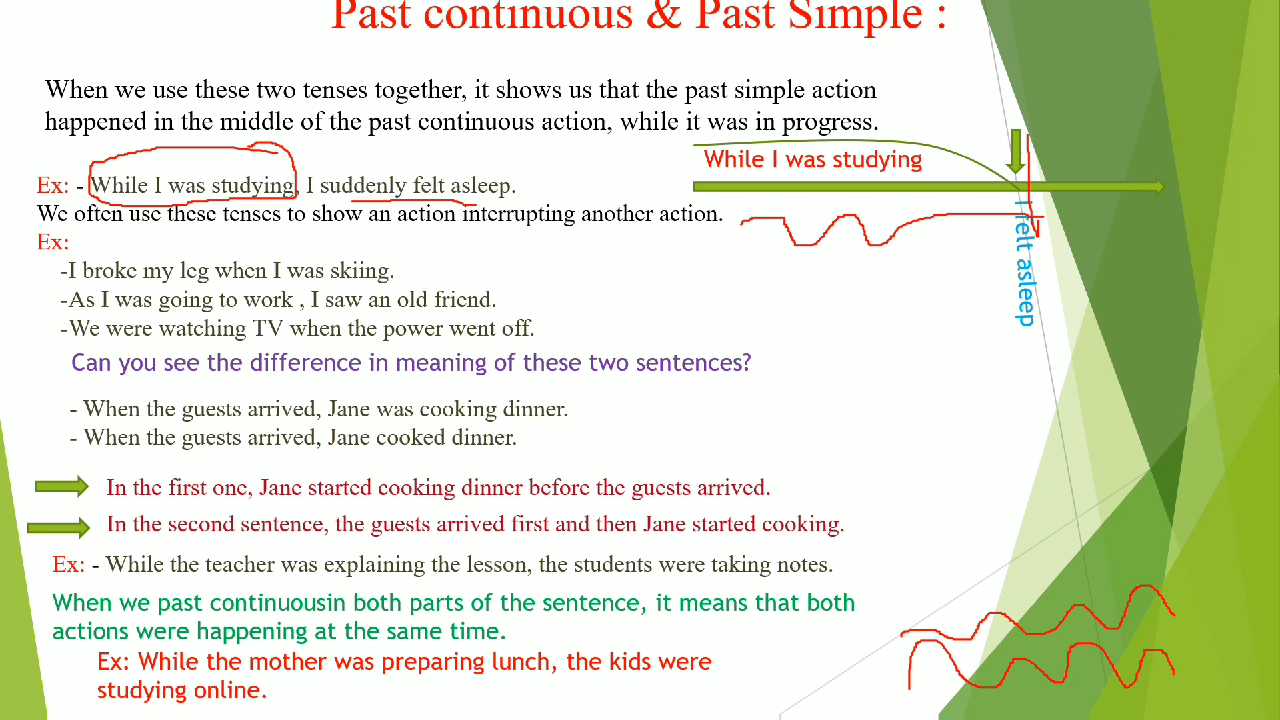 Past continuous & Past Simple :
When we use these two tenses together, it shows us that the past simple action
happened in the middle of the past continuous action, while it was in progress.
While I was studying
Ex: - While I was studying, I suddenly felt asleep.
We often use these tenses to show an action interrupting another action.
I felt asleep
Ex:
-I broke my leg when I was skiing.
-As I was going to work , I saw an old friend.
-We were watching TV when the power went off.
Can you see the difference in meaning of these two sentences?
- When the guests arrived, Jane was cooking dinner.
- When the guests arrived, Jane cooked dinner.
In the first one, Jane started cooking dinner before the guests arrived.
In the second sentence, the guests arrived first and then Jane started cooking.
Ex: - While the teacher was explaining the lesson, the students were taking notes.
When we past continuousin both parts of the sentence, it means that both
actions were happening at the same time.
Ex: While the mother was preparing lunch, the kids were
studying online.